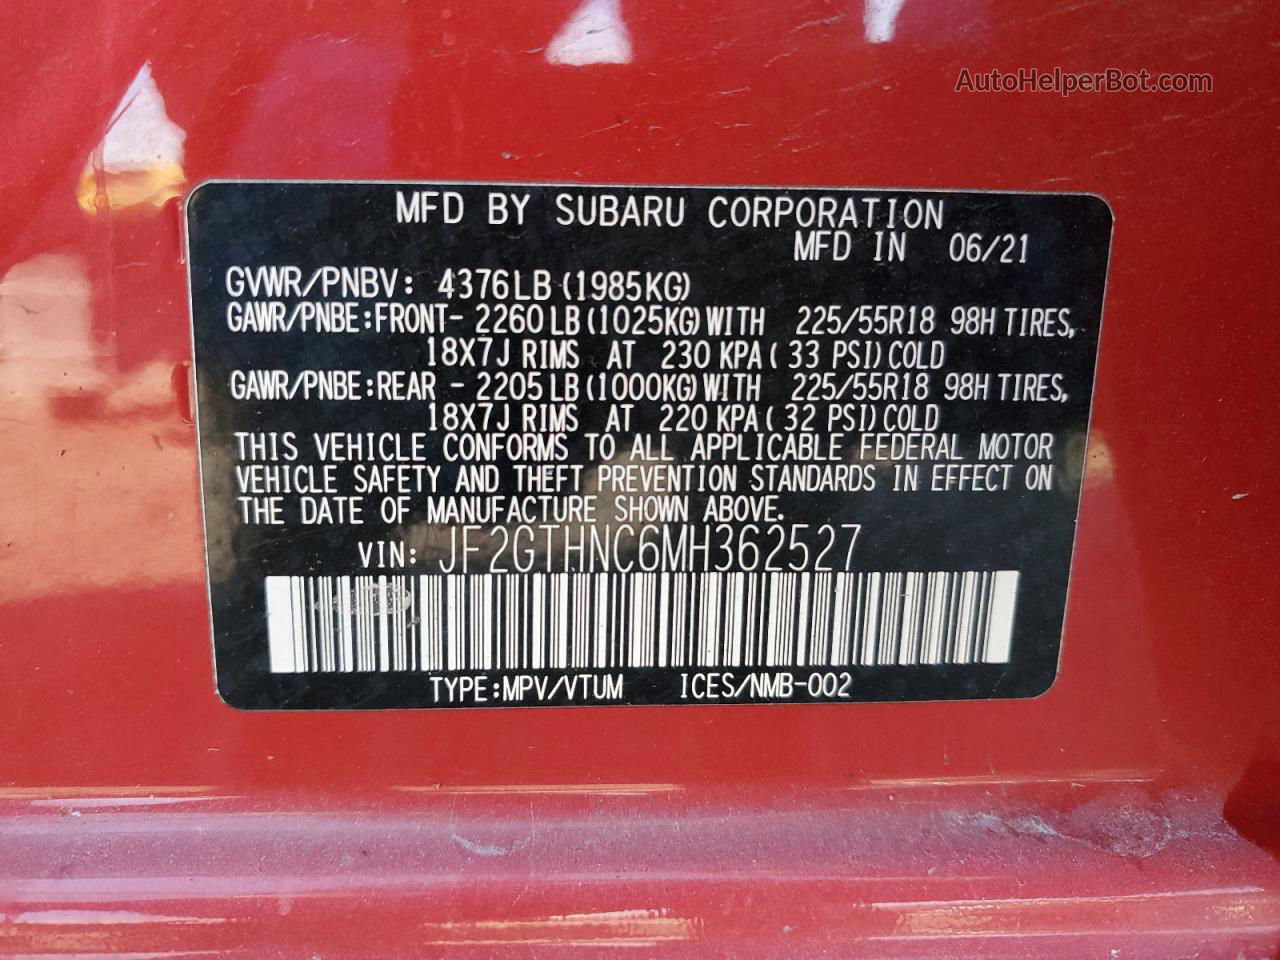 AutoHelperBot.com
MFD BY SUBARU CORPORATION
MFD IN 06/21
GVWR/PNBV: 4376LB (1985KG)
GAWR/PNBE:FRONT- 2260LB (1025KG) WITH 225/55R18 98H TIRES,
18X7J RIMS AT 230 KPA ( 33 PSI) COLD
GAWR/PNBE:REAR - 2205LB (1000KG) WITH 225/55R18 98H TIRES,
18X7J RIMS AT 220 KPA ( 32 PSI) COLD
THIS VEHICLE CONFORMS TO ALL APPLICABLE FEDERAL MOTOR
VEHICLE SAFETY AND THEFT PREVENTION STANDARDS IN EFFECT ON
THE DATE OF MANUFACTURE SHOWN ABOVE.
VIN: JF2GTHNC6MH362527
TYPE:MPV/VTUM ICES/NMB-002